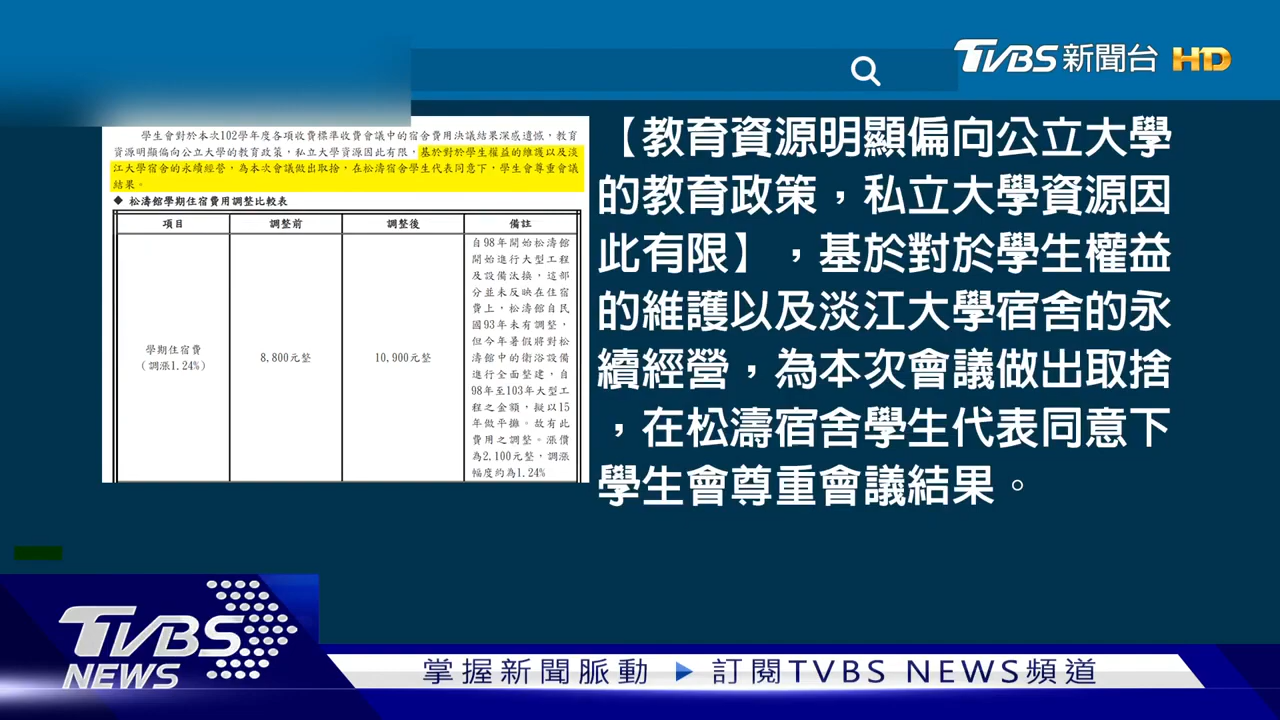 TVBS新聞台 HD
學生會對於本次102學年度各項收費標準收費會議中的宿舍費用決議結果深感遺憾，教育
資源明顯偏向公立大學的教育政策，私立大學資源因此有限，基於對於學生權益的維護以及淡
江大學宿舍的永續經營，為本次會議做出取捨，在松濤宿舍學生代表同意下，學生會尊重會議
結果。
◆ 松濤館學期住宿費用調整比較表
項目 調整前 調整後 備註
學期住宿費
（調漲1.24%）
8,800元整
10,900元整
自98年開始松濤館
開始進行大型工程
及設備汰換，這部
分並未反映在住宿
費上，松濤館自民
國93年未有調整，
但今年暑假將對松
濤館中的衛浴設備
進行全面整建，自
98年至103年大型工
程之金額，擬以15
年做平攤。故有此
費用之調整。漲價
為2,100元整，調漲
幅度約為1.24%
【教育資源明顯偏向公立大學
的教育政策，私立大學資源因
此有限】，基於對於學生權益
的維護以及淡江大學宿舍的永
續經營，為本次會議做出取捨
，在松濤宿舍學生代表同意下
學生會尊重會議結果。
TVBS
NEWS
掌握新聞脈動 ▶ 訂閱TVBS NEWS頻道